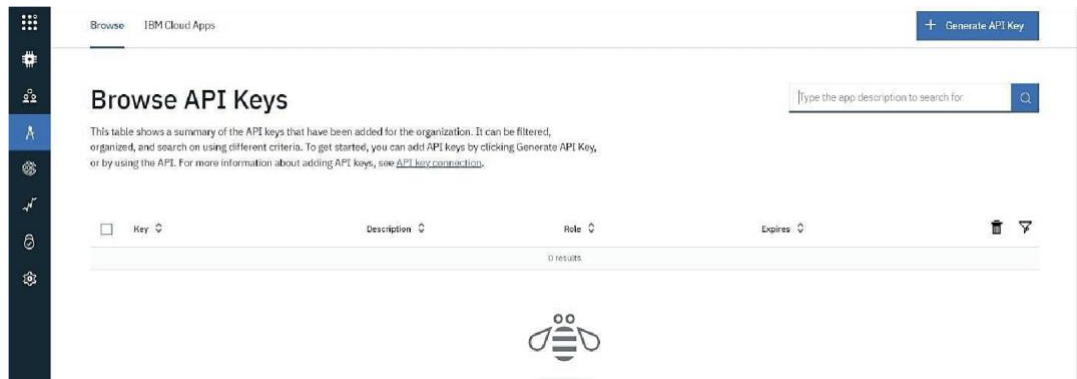 Browse IBM Cloud Apps
+ Generate API Key
Browse API Keys
Type the app description to search for
This table shows a summary of the API keys that have been added for the organization. It can be filtered,
organized, and search on using different criteria. To get started, you can add API keys by clicking Generate API Key,
or by using the API. For more information about adding API keys, see API key connection.
Key Description Role Expires
0 results